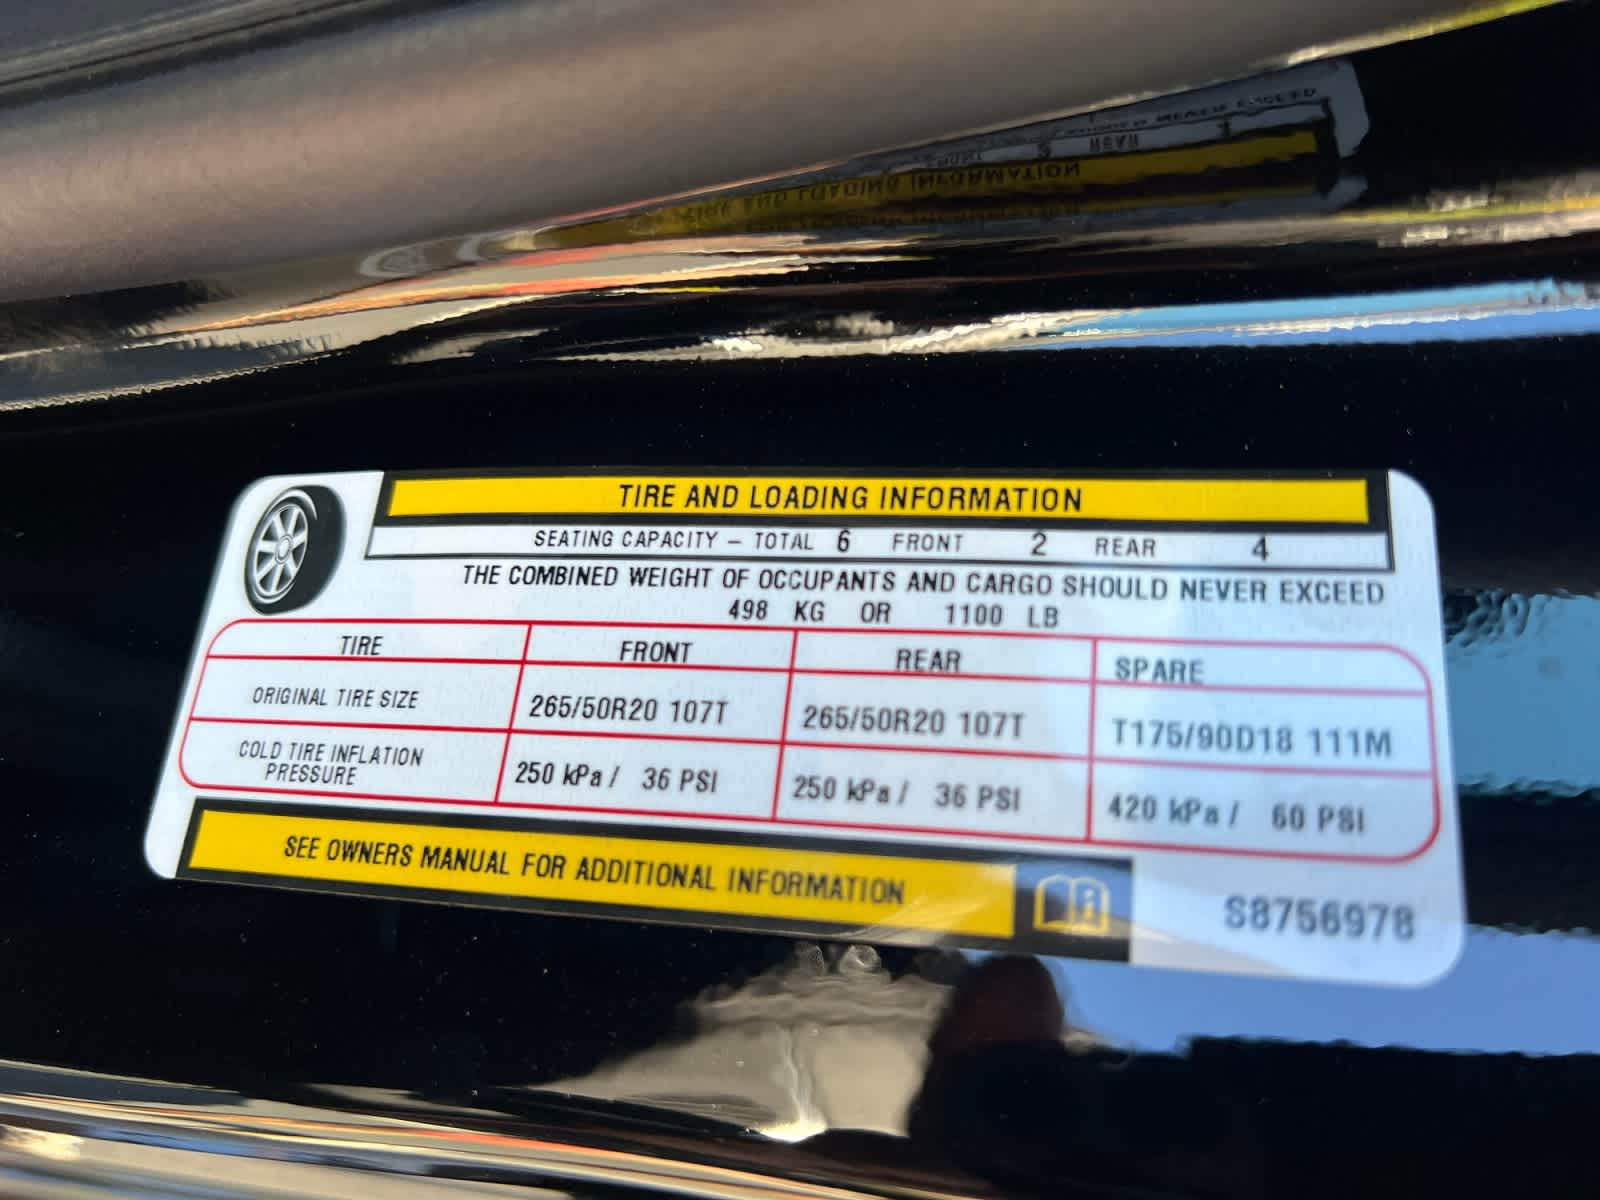 TIRE AND LOADING INFORMATION
SEATING CAPACITY – TOTAL 6 FRONT 2 REAR 4
THE COMBINED WEIGHT OF OCCUPANTS AND CARGO SHOULD NEVER EXCEED
498 KG OR 1100 LB
TIRE FRONT REAR SPARE
ORIGINAL TIRE SIZE 265/50R20 107T 265/50R20 107T T175/90D18 111M
COLD TIRE INFLATION
PRESSURE 250 kPa / 36 PSI 250 kPa / 36 PSI 420 kPa / 60 PSI
SEE OWNERS MANUAL FOR ADDITIONAL INFORMATION
S8756978